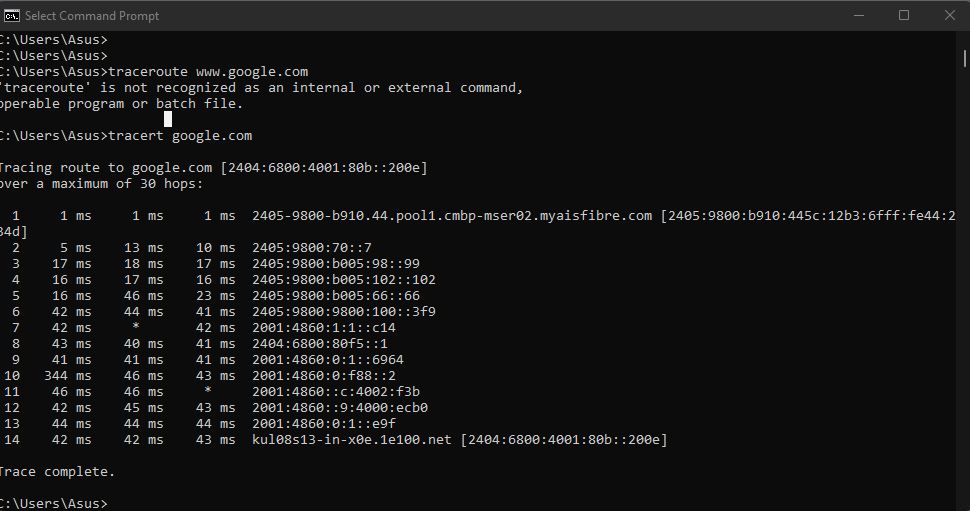 Select Command Prompt
C:\Users\Asus>
C:\Users\Asus>
C:\Users\Asus>traceroute www.google.com
'traceroute' is not recognized as an internal or external command,
operable program or batch file.
C:\Users\Asus>tracert google.com
Tracing route to google.com [2404:6800:4001:80b::200e]
over a maximum of 30 hops:
1 1 ms 1 ms 1 ms 2405-9800-b910.44.pool1.cmbp-mser02.myaisfibre.com [2405:9800:b910:445c:12b3:6fff:fe44:2
84d]
2 5 ms 13 ms 10 ms 2405:9800:70::7
3 17 ms 18 ms 17 ms 2405:9800:b005:98::99
4 16 ms 17 ms 16 ms 2405:9800:b005:102::102
5 16 ms 46 ms 23 ms 2405:9800:b005:66::66
6 42 ms 44 ms 41 ms 2405:9800:9800:100::3f9
7 42 ms * 42 ms 2001:4860:1:1::c14
8 43 ms 40 ms 41 ms 2404:6800:80f5::1
9 41 ms 41 ms 41 ms 2001:4860:0:1::6964
10 344 ms 46 ms 43 ms 2001:4860:0:f88::2
11 46 ms 46 ms * 2001:4860::c:4002:f3b
12 42 ms 45 ms 43 ms 2001:4860::9:4000:ecb0
13 44 ms 44 ms 44 ms 2001:4860:0:1::e9f
14 42 ms 42 ms 43 ms kul08s13-in-x0e.1e100.net [2404:6800:4001:80b::200e]
Trace complete.
C:\Users\Asus>